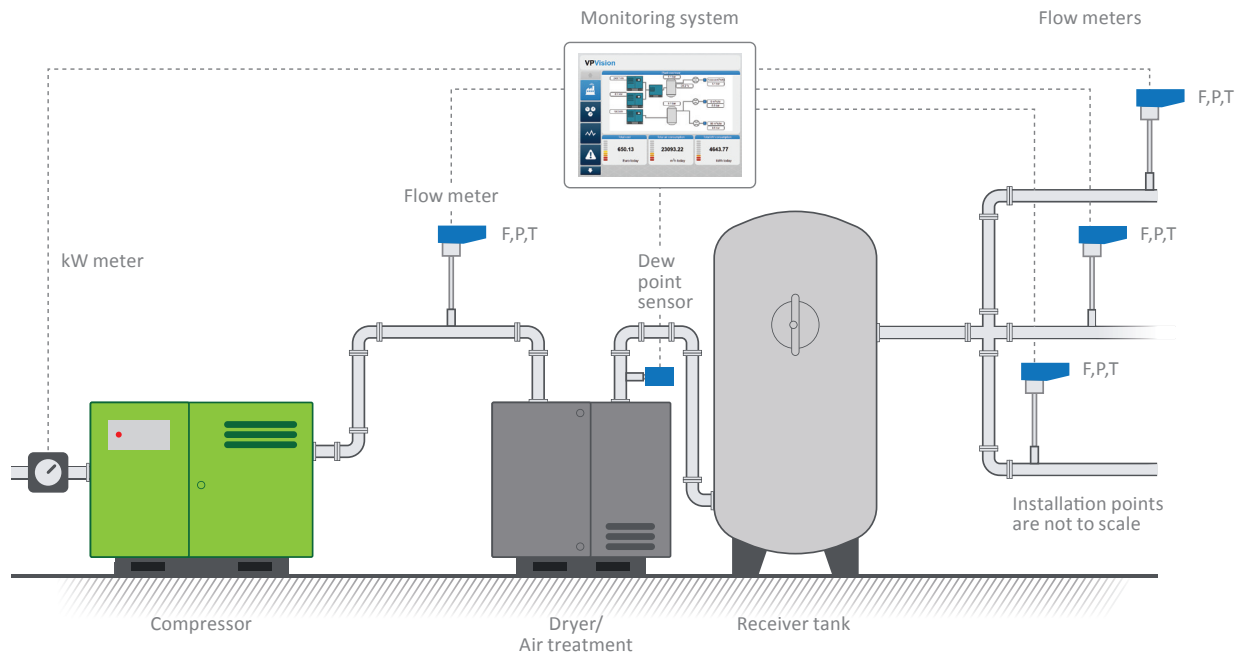 Monitoring system
Flow meters
VPVision
F,P,T
650.13
23093.22
4643.77
Flow meter
F,P,T
F,P,T
kW meter
Dew
point
sensor
F,P,T
Installation points
are not to scale
Compressor
Dryer/
Air treatment
Receiver tank